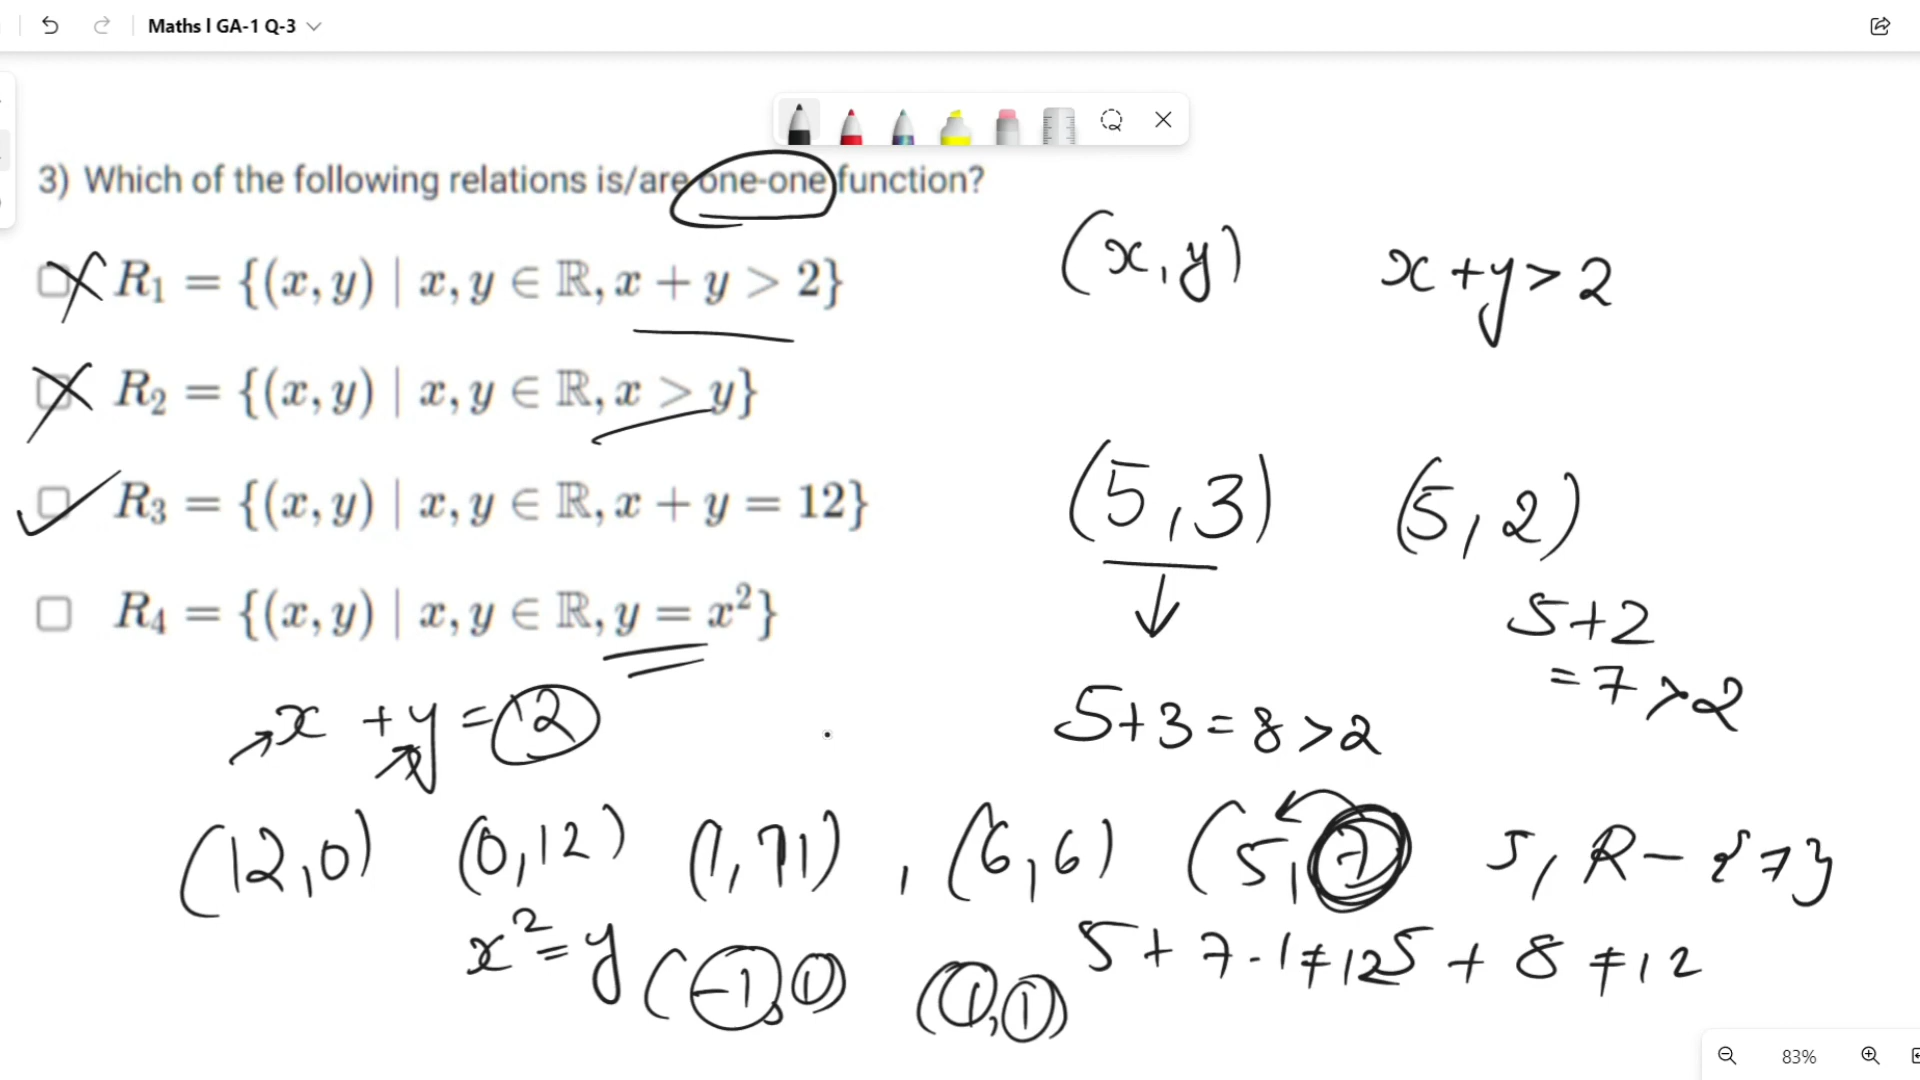 Maths I GA-1 Q-3
3) Which of the following relations is/are one-one function?
R₁ = {(x, y) | x, y ∈ ℝ, x + y > 2}
R₂ = {(x, y) | x, y ∈ ℝ, x > y}
R₃ = {(x, y) | x, y ∈ ℝ, x + y = 12}
R₄ = {(x, y) | x, y ∈ ℝ, y = x²}
(x, y) x + y > 2
(5, 3) (5, 2)
5+2
= 7 > 2
5+3 = 8 > 2
x + y = 12
(12, 0) (0, 12) (1, 11) , (6, 6) (5, 7) 5, R - {7}
x² = y (-1, 1) (1, 1)
5 + 7.1 ≠ 12 5 + 8 ≠ 12
83%